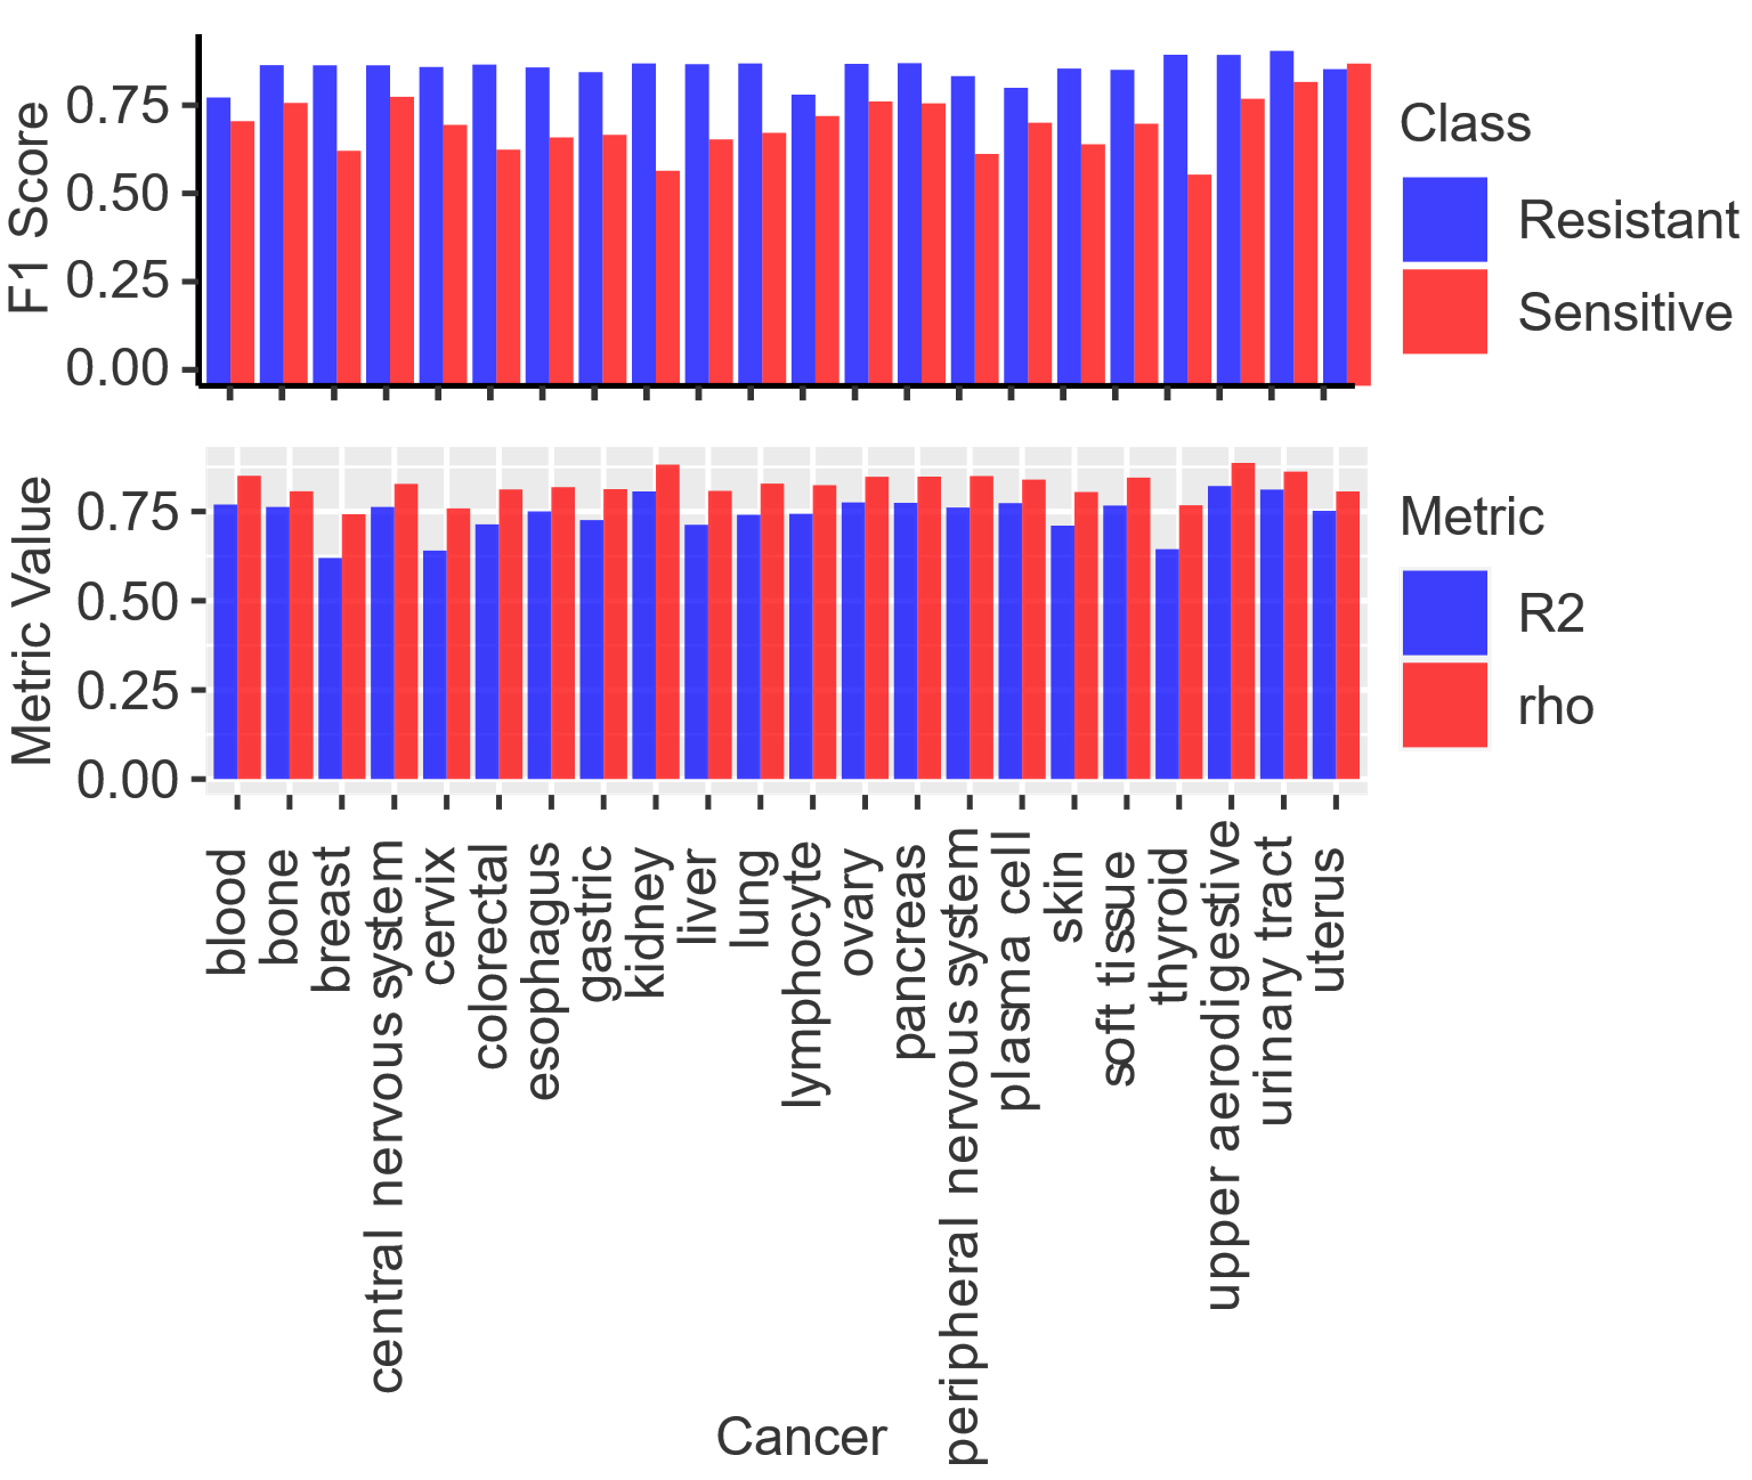 F1 Score
0.75
0.50
0.25
0.00
Class
Resistant
Sensitive
Metric Value
0.75
0.50
0.25
0.00
Metric
R2
rho
blood
bone
breast
central nervous system
cervix
colorectal
esophagus
gastric
kidney
liver
lung
lymphocyte
ovary
pancreas
peripheral nervous system
plasma cell
skin
soft tissue
thyroid
upper aerodigestive
urinary tract
uterus
Cancer